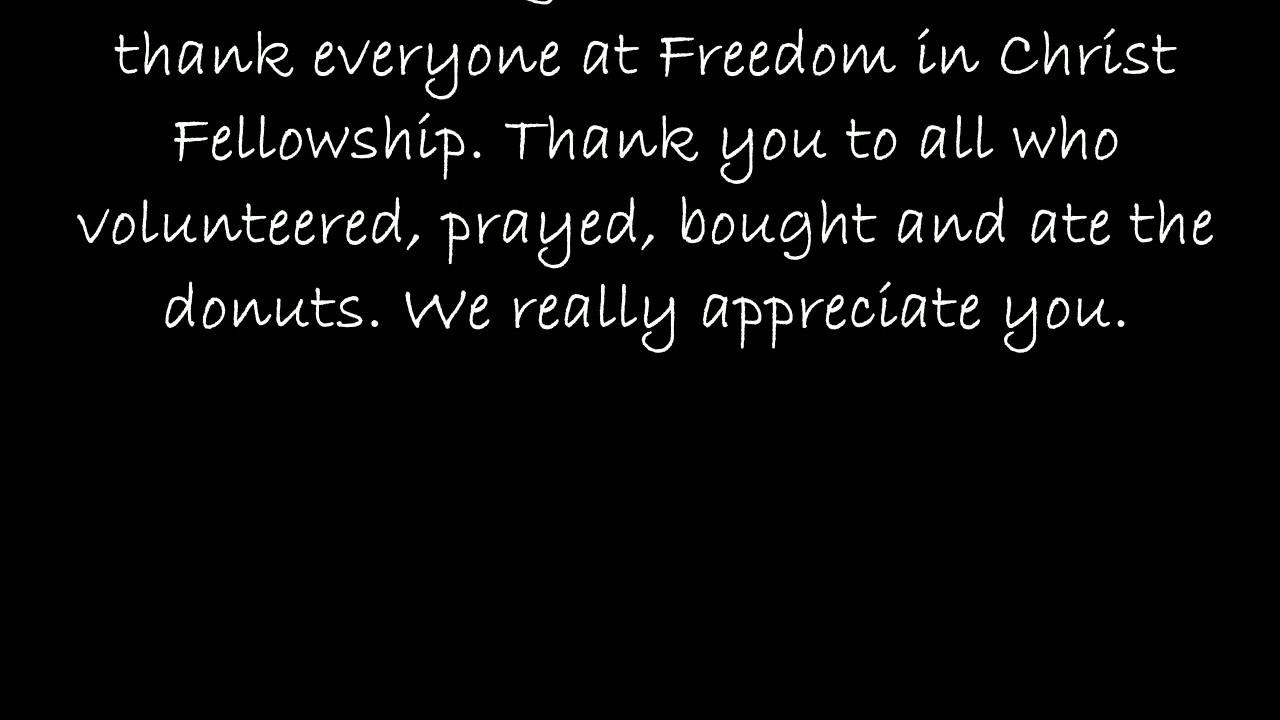 thank everyone at Freedom in Christ
Fellowship. Thank you to all who
volunteered, prayed, bought and ate the
donuts. We really appreciate you.